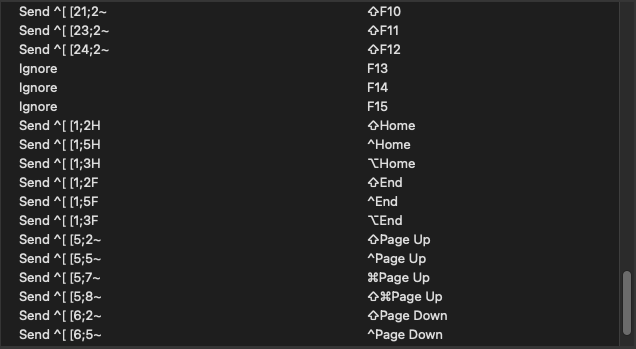 Send ^[ [21;2~ ⇧F10
Send ^[ [23;2~ ⇧F11
Send ^[ [24;2~ ⇧F12
Ignore F13
Ignore F14
Ignore F15
Send ^[ [1;2H ⇧Home
Send ^[ [1;5H ^Home
Send ^[ [1;3H ⌥Home
Send ^[ [1;2F ⇧End
Send ^[ [1;5F ^End
Send ^[ [1;3F ⌥End
Send ^[ [5;2~ ⇧Page Up
Send ^[ [5;5~ ^Page Up
Send ^[ [5;7~ ⌘Page Up
Send ^[ [5;8~ ⇧⌘Page Up
Send ^[ [6;2~ ⇧Page Down
Send ^[ [6;5~ ^Page Down